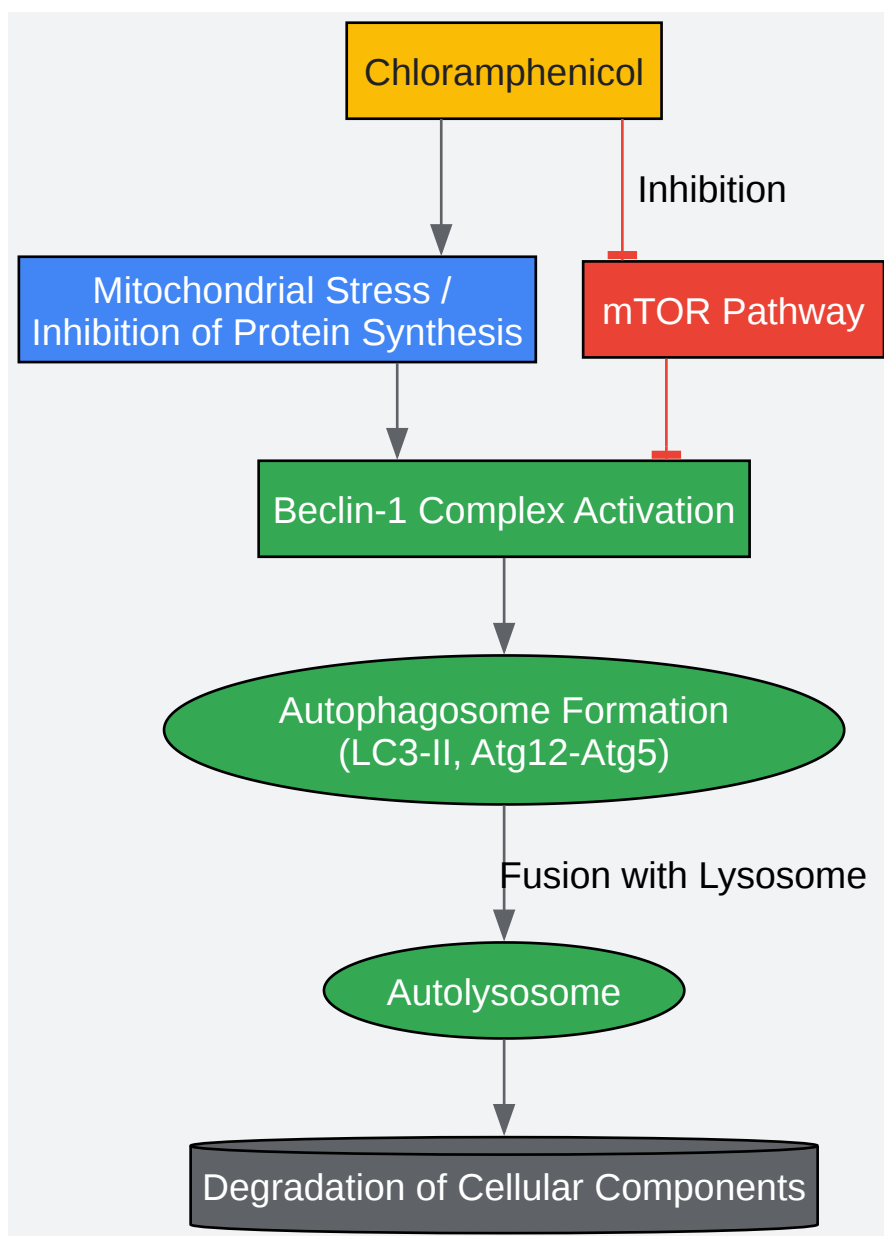 Chloramphenicol
Inhibition
Mitochondrial Stress /
Inhibition of Protein Synthesis
mTOR Pathway
Beclin-1 Complex Activation
Autophagosome Formation
(LC3-II, Atg12-Atg5)
Fusion with Lysosome
Autolysosome
Degradation of Cellular Components